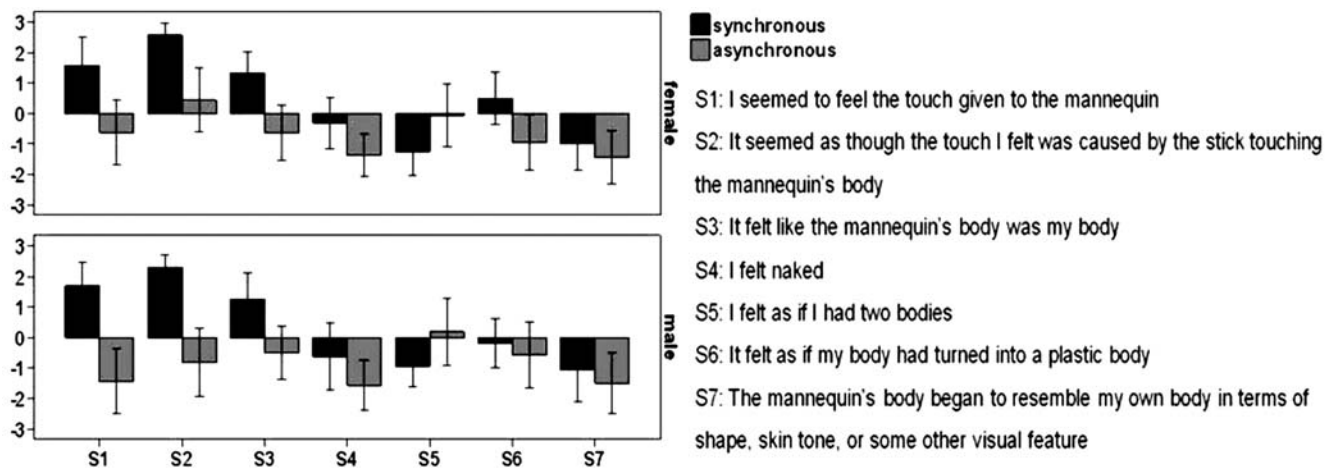 3
2
1
0
-1
-2
-3
female
3
2
1
0
-1
-2
-3
male
S1 S2 S3 S4 S5 S6 S7
synchronous
asynchronous
S1: I seemed to feel the touch given to the mannequin
S2: It seemed as though the touch I felt was caused by the stick touching
the mannequin's body
S3: It felt like the mannequin's body was my body
S4: I felt naked
S5: I felt as if I had two bodies
S6: It felt as if my body had turned into a plastic body
S7: The mannequin's body began to resemble my own body in terms of
shape, skin tone, or some other visual feature